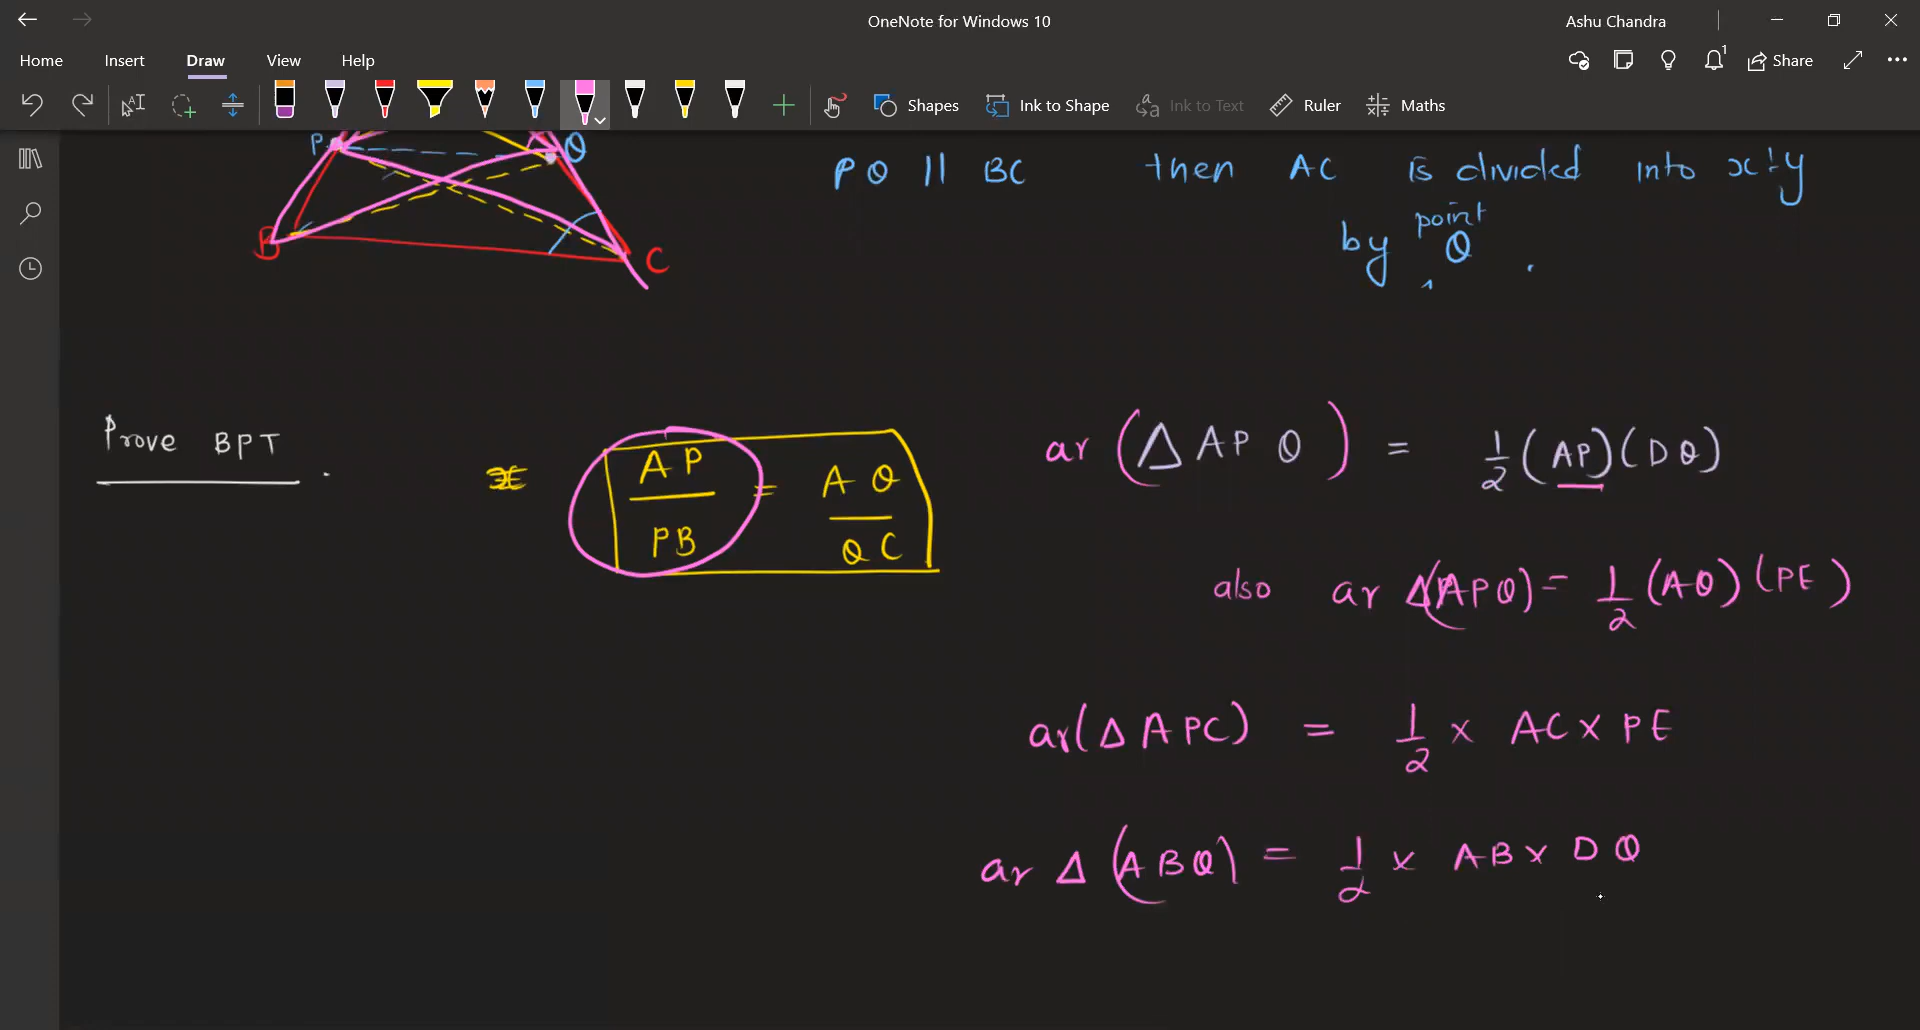 OneNote for Windows 10
Ashu Chandra
Home Insert Draw View Help
1
Share
Shapes
Ink to Shape
Ink to Text
Ruler
Maths
P
Q
B
C
PQ || BC then AC is divided into x:y
by point Q.
Prove BPT.
AP/PB = AQ/QC
ar (Δ APQ) = 1/2 (AP)(DQ)
also ar Δ(APQ) = 1/2 (AQ)(PE)
ar(Δ APC) = 1/2 x AC x PE
ar Δ (ABQ) = 1/2 x AB x DQ